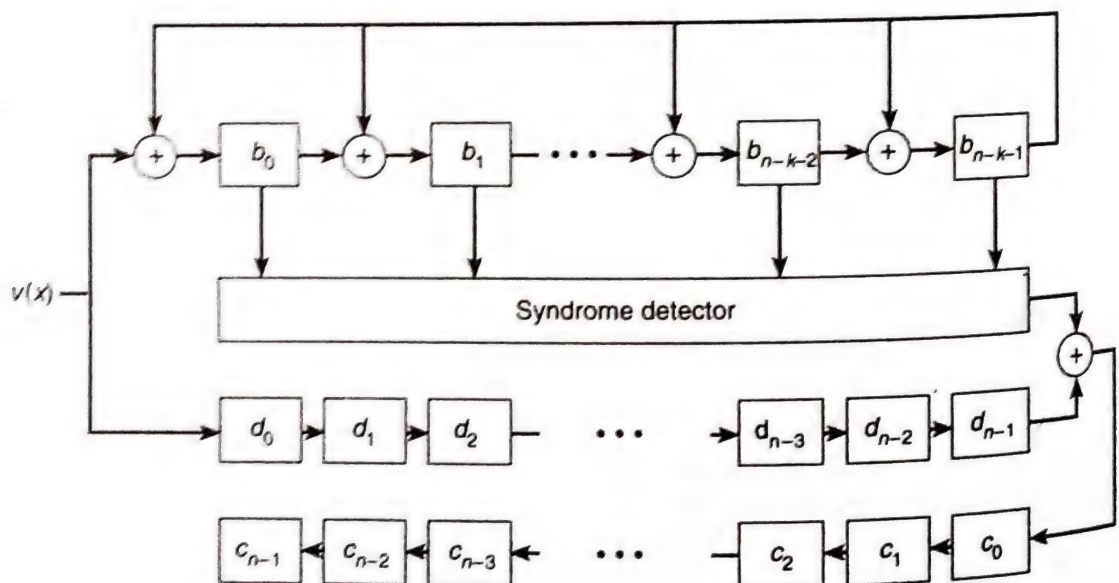 + b₀ + b₁ • • • + bₙ₋ₖ₋₂ + bₙ₋ₖ₋₁
v(x)
Syndrome detector
+
d₀ d₁ d₂ • • • dₙ₋₃ dₙ₋₂ dₙ₋₁
cₙ₋₁ cₙ₋₂ cₙ₋₃ • • • c₂ c₁ c₀